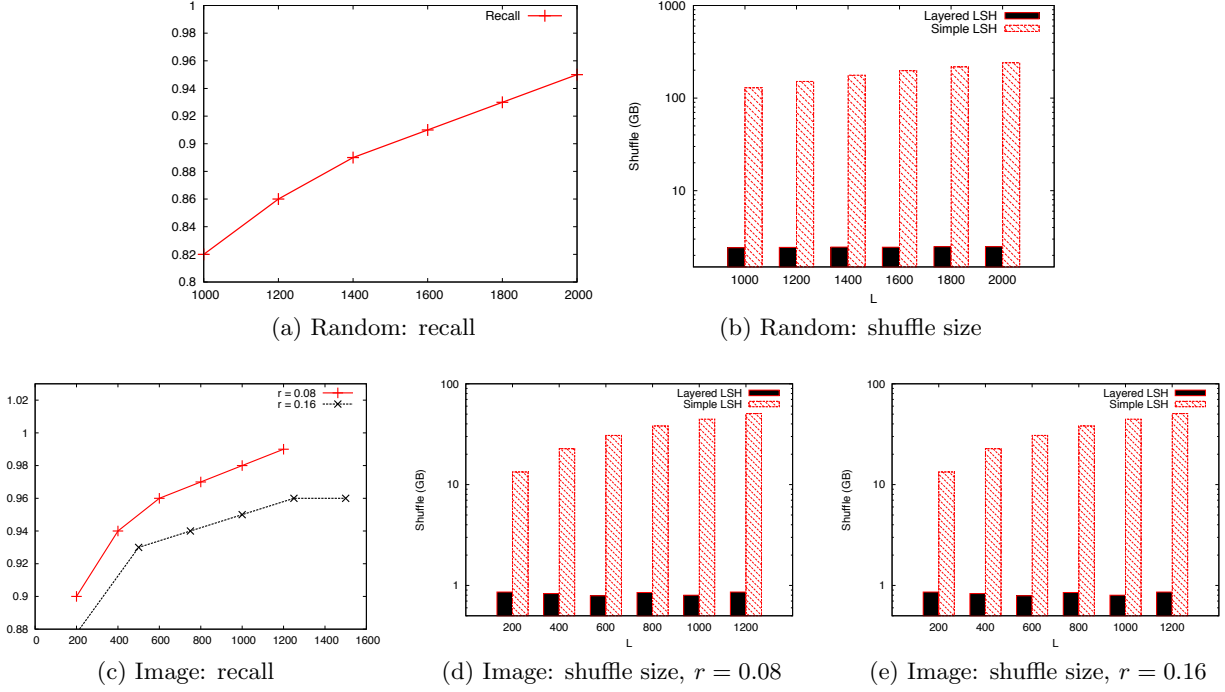 1
0.98
0.96
0.94
0.92
0.9
0.88
0.86
0.84
0.82
0.8
1000 1200 1400 1600 1800 2000
Recall
(a) Random: recall
1000
100
10
Shuffle (GB)
1000 1200 1400 1600 1800 2000
L
Layered LSH
Simple LSH
(b) Random: shuffle size
1.02
1
0.98
0.96
0.94
0.92
0.9
0.88
0 200 400 600 800 1000 1200 1400 1600
r = 0.08
r = 0.16
(c) Image: recall
100
10
1
Shuffle (GB)
200 400 600 800 1000 1200
L
Layered LSH
Simple LSH
(d) Image: shuffle size, r = 0.08
100
10
1
Shuffle (GB)
200 400 600 800 1000 1200
L
Layered LSH
Simple LSH
(e) Image: shuffle size, r = 0.16